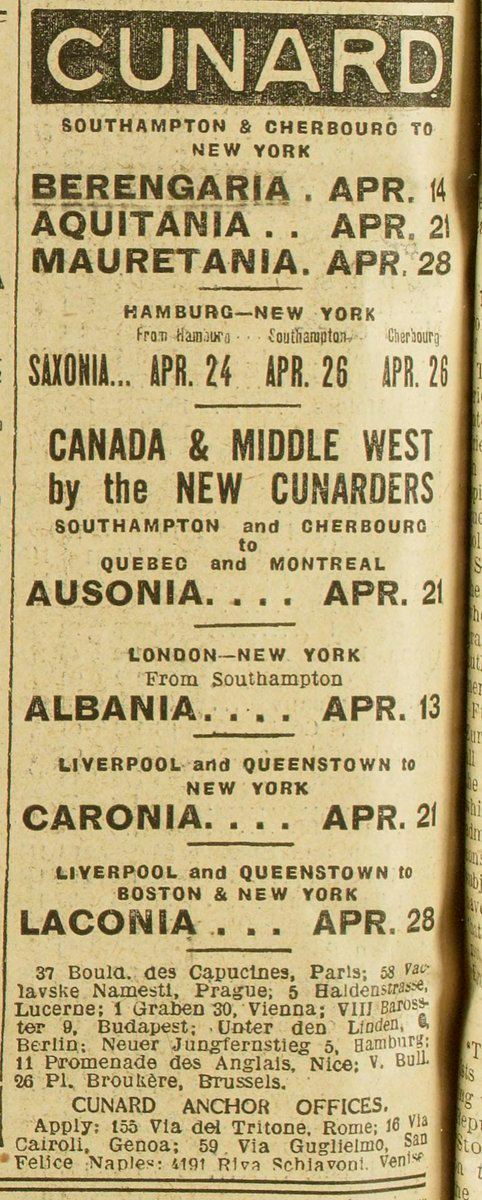 CUNARD
SOUTHAMPTON & CHERBOURG TO
NEW YORK
BERENGARIA . APR. 14
AQUITANIA . . APR. 21
MAURETANIA. APR. 28
HAMBURG—NEW YORK
From Hamburg . . . Southampton. . Cherbourg
SAXONIA... APR. 24 APR. 26 APR. 26
CANADA & MIDDLE WEST
by the NEW CUNARDERS
SOUTHAMPTON and CHERBOURG
to
QUEBEC and MONTREAL
AUSONIA. . . . APR. 21
LONDON—NEW YORK
From Southampton
ALBANIA. . . . APR. 13
LIVERPOOL and QUEENSTOWN to
NEW YORK
CARONIA. . . . APR. 21
LIVERPOOL and QUEENSTOWN to
BOSTON & NEW YORK
LACONIA . . . APR. 28
37 Bould. des Capucines, Paris; 58 Vac-
lavske Namesti, Prague; 5 Haldenstrasse,
Lucerne; 1 Graben 30, Vienna; VIII Baross-
ter 9, Budapest; Unter den Linden,
Berlin; Neuer Jungfernstieg 5, Hamburg;
11 Promenade des Anglais, Nice; V. Bull.
26 Pl. Broukère, Brussels.
CUNARD ANCHOR OFFICES.
Apply: 155 Via del Tritone, Rome; 16 Via
Cairoli, Genoa; 59 Via Guglielmo, San
Felice Naples; 4191 Riva Schiavoni, Venise